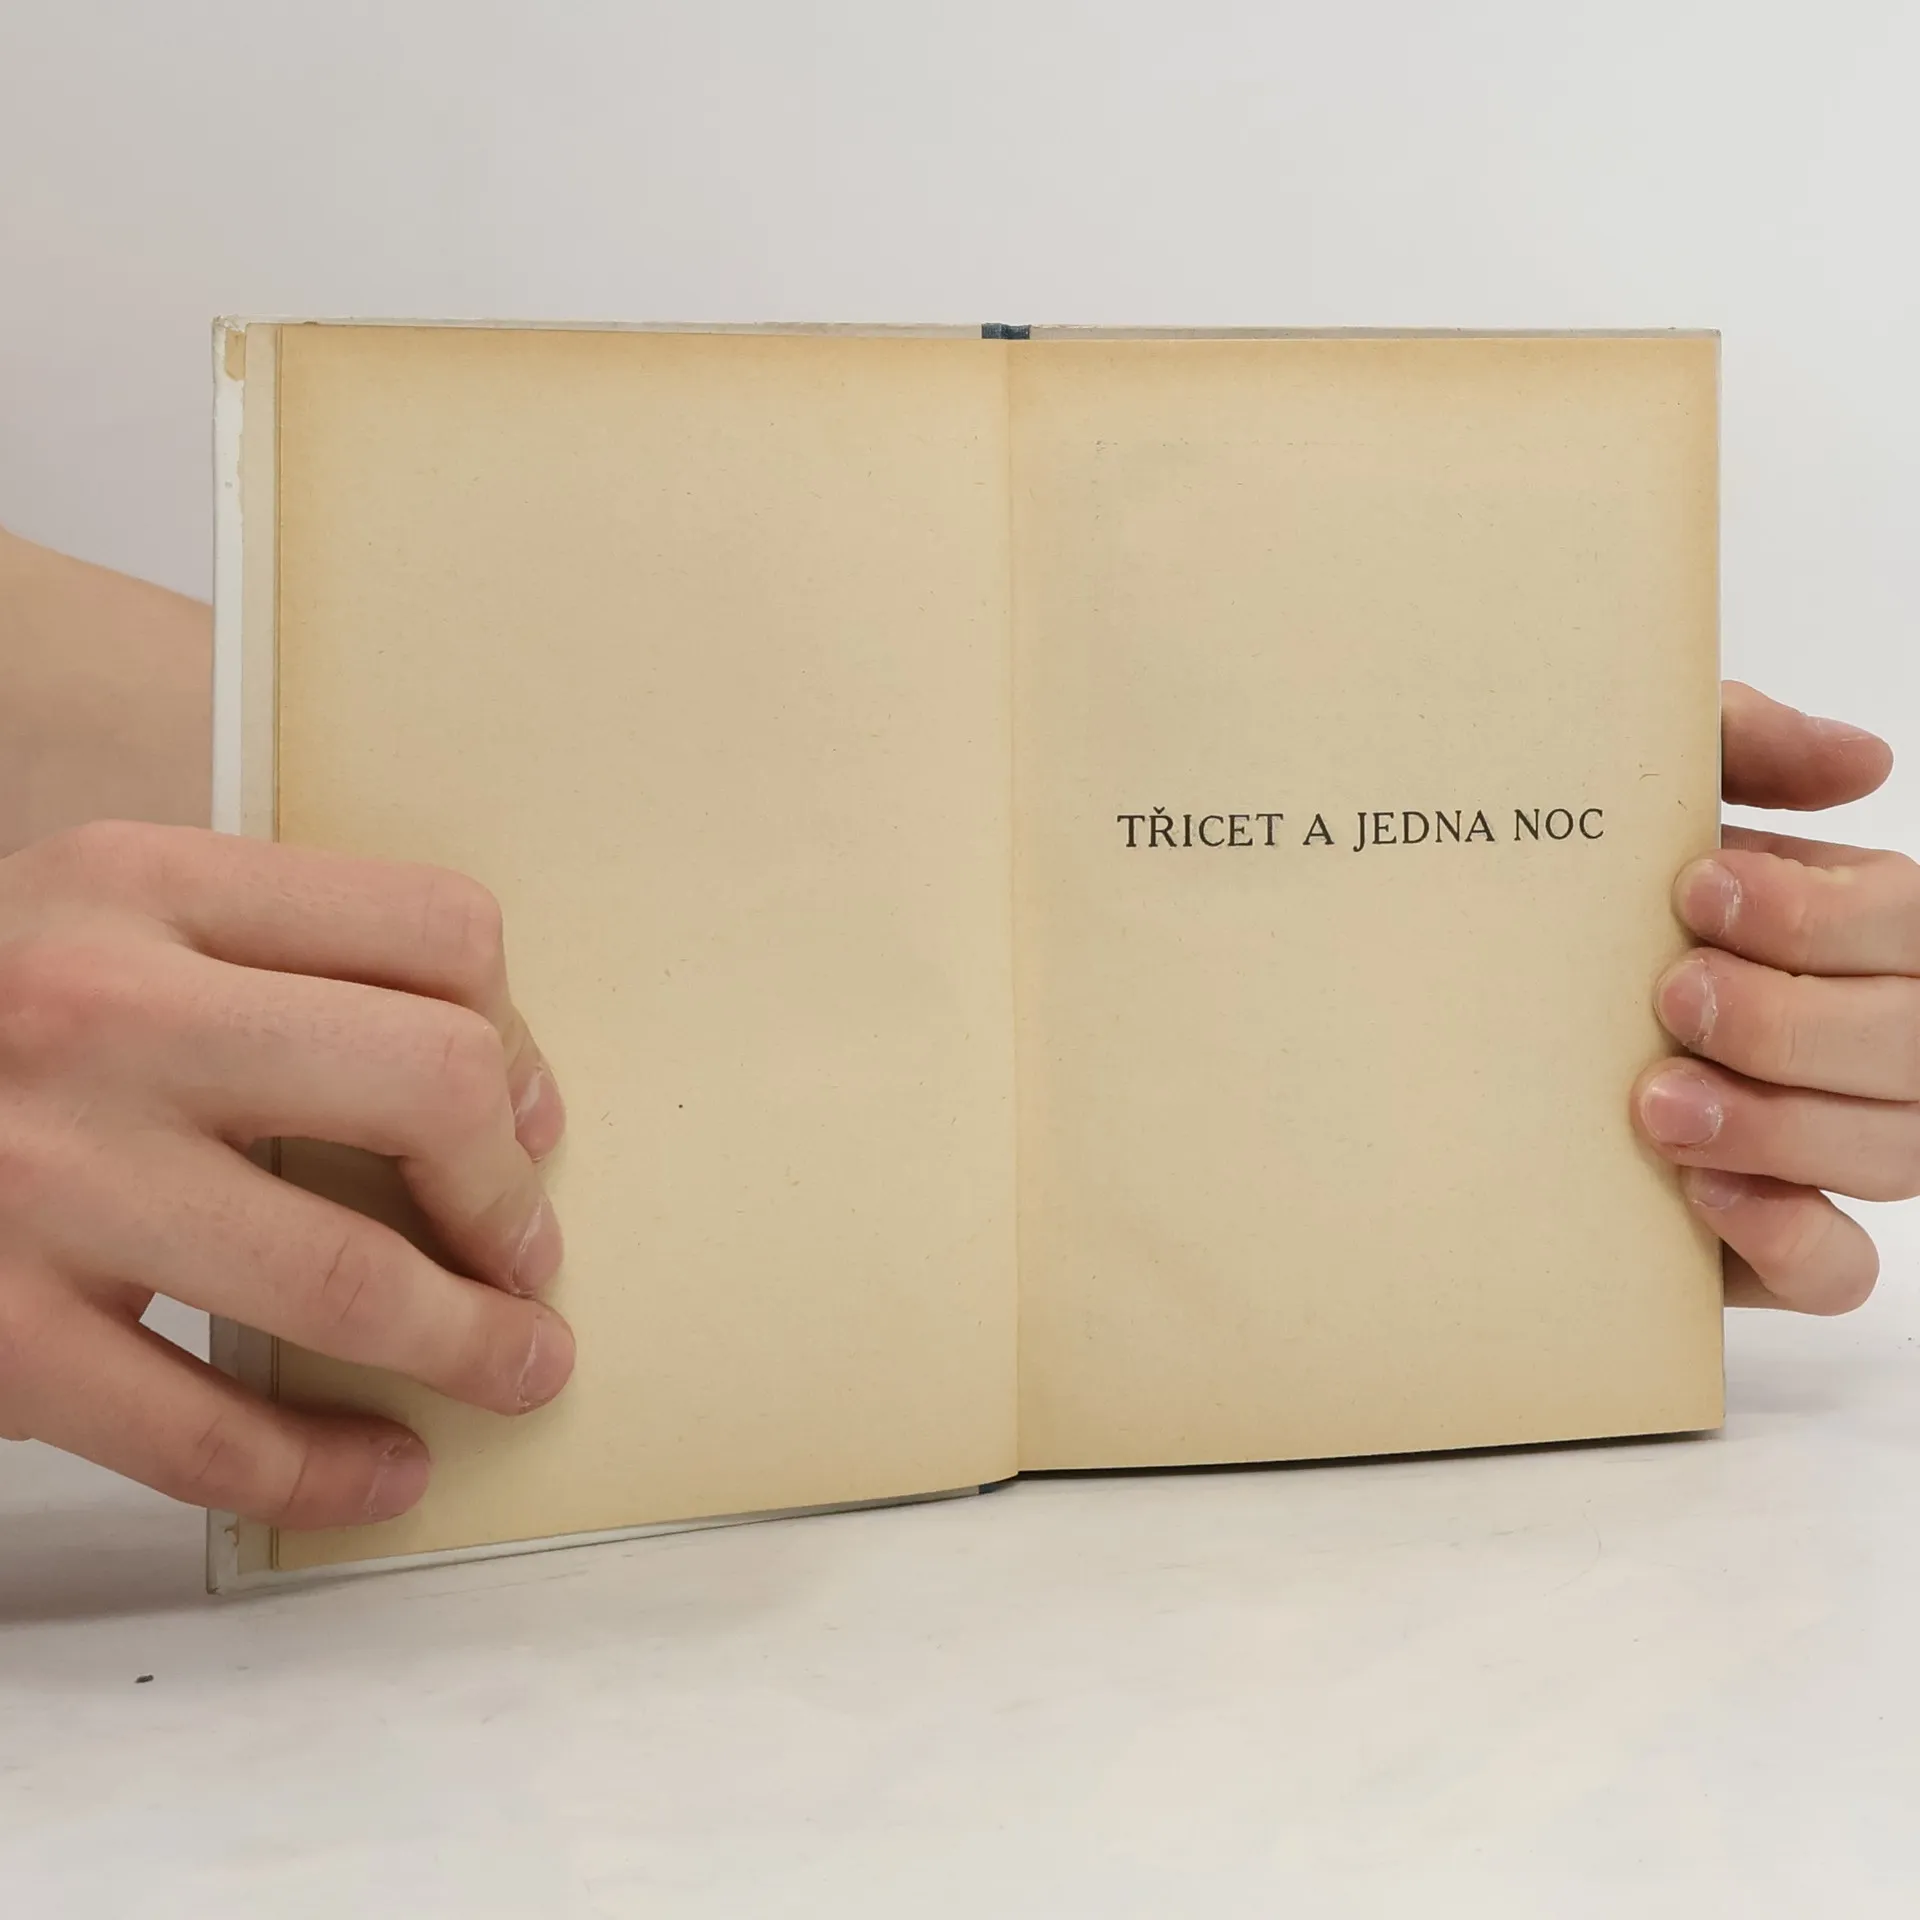 TŘICET A JEDNA NOC